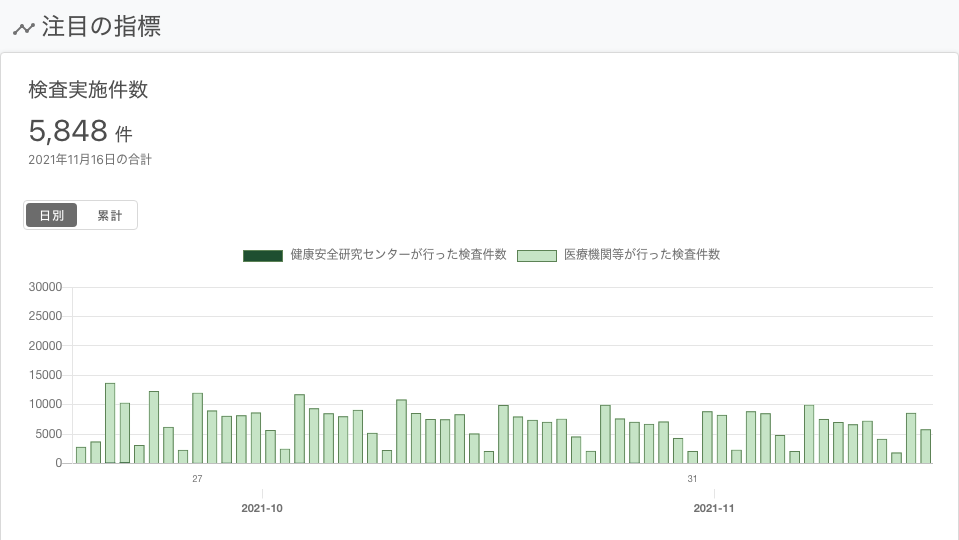 注目の指標
検査実施件数
5,848 件
2021年11月16日の合計
日別 累計
健康安全研究センターが行った検査件数 医療機関等が行った検査件数
30000
25000
20000
15000
10000
5000
0
27 31
2021-10 2021-11